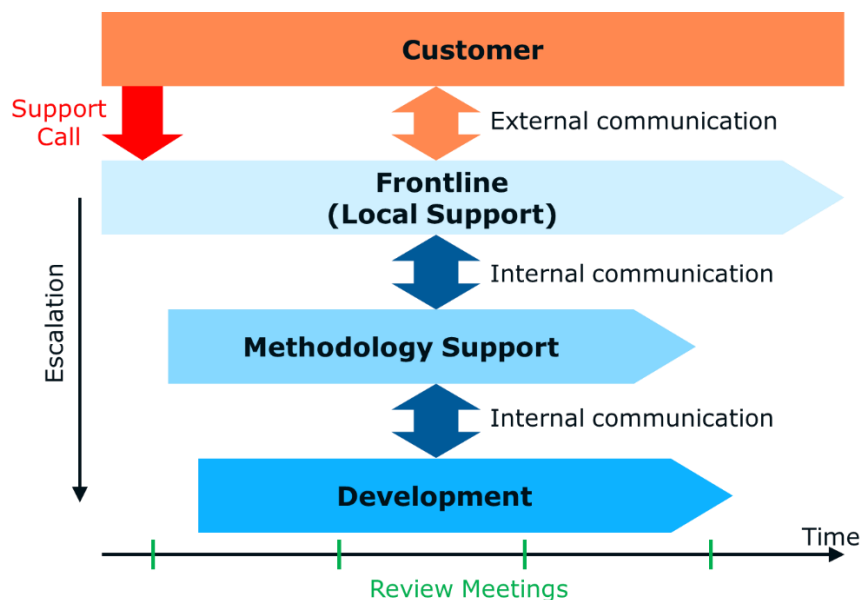 Customer
Support
Call
External communication
Frontline
(Local Support)
Internal communication
Escalation
Methodology Support
Internal communication
Development
Time
Review Meetings